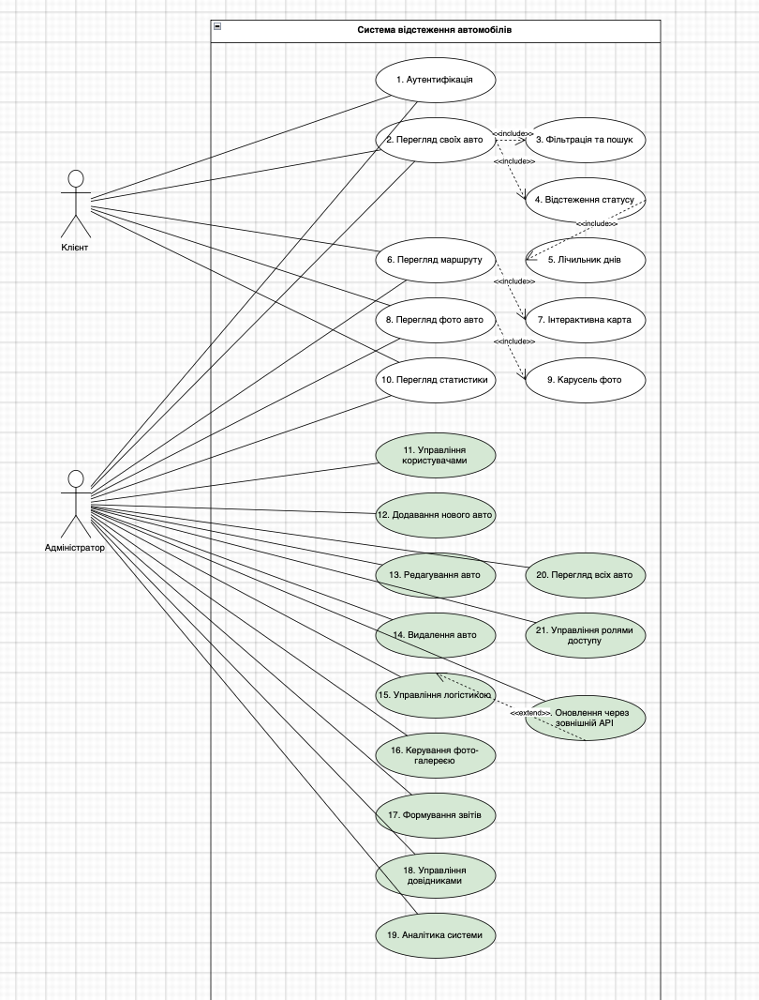 Система відстеження автомобілів
1. Аутентифікація
2. Перегляд своїх авто
<<include>>
3. Фільтрація та пошук
<<include>>
4. Відстеження статусу
Клієнт
<<include>>
6. Перегляд маршруту
5. Лічильник днів
<<include>>
8. Перегляд фото авто
7. Інтерактивна карта
<<include>>
10. Перегляд статистики
9. Карусель фото
11. Управління
користувачами
12. Додавання нового авто
Адміністратор
13. Редагування авто
20. Перегляд всіх авто
14. Видалення авто
21. Управління ролями
доступу
15. Управління логістикою
<<extend>>
. Оновлення через
зовнішній API
16. Керування фото-
галереєю
17. Формування звітів
18. Управління
довідниками
19. Аналітика системи